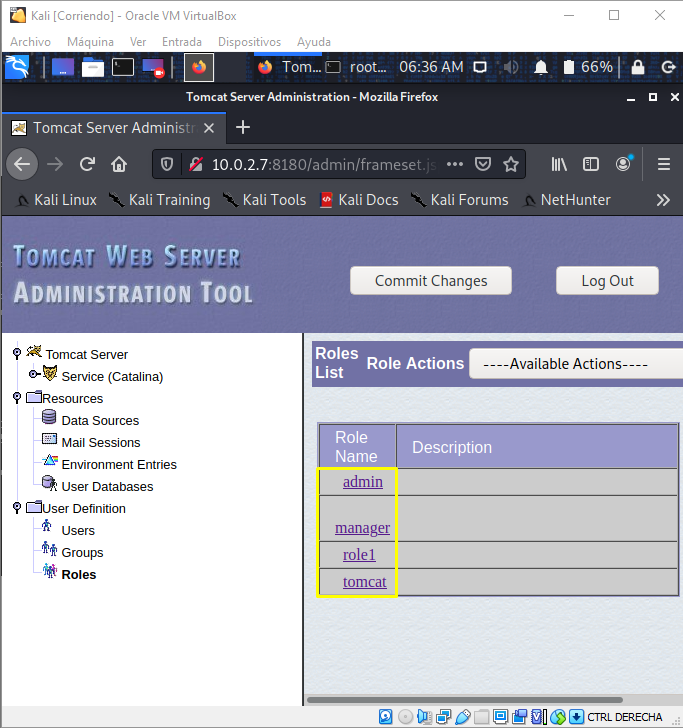 Kali [Corriendo] - Oracle VM VirtualBox
Archivo Máquina Ver Entrada Dispositivos Ayuda
Tom... root... 06:36 AM 66%
Tomcat Server Administration - Mozilla Firefox
Tomcat Server Administr
10.0.2.7:8180/admin/frameset.js
Kali Linux Kali Training Kali Tools Kali Docs Kali Forums NetHunter
TOMCAT WEB SERVER
ADMINISTRATION TOOL
Commit Changes Log Out
Tomcat Server
Service (Catalina)
Resources
Data Sources
Mail Sessions
Environment Entries
User Databases
User Definition
Users
Groups
Roles
Roles
List
Role Actions ----Available Actions----
Role
Name
Description
admin
manager
role1
tomcat
CTRL DERECHA